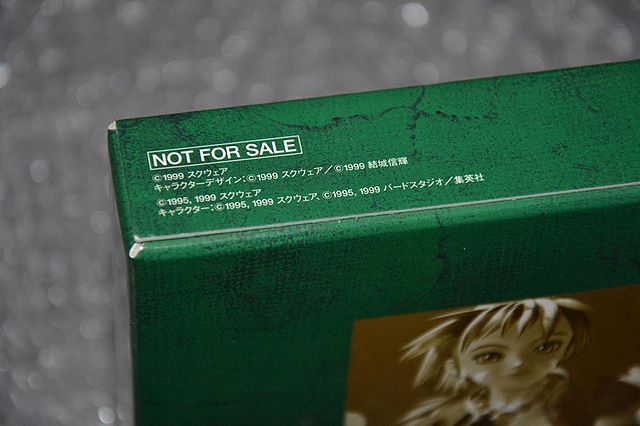 NOT FOR SALE
©1999 スクウェア
キャラクターデザイン:©1999 スクウェア/©1999 結城信輝
©1995, 1999 スクウェア
キャラクター:©1995, 1999 スクウェア、©1995, 1999 バードスタジオ/集英社